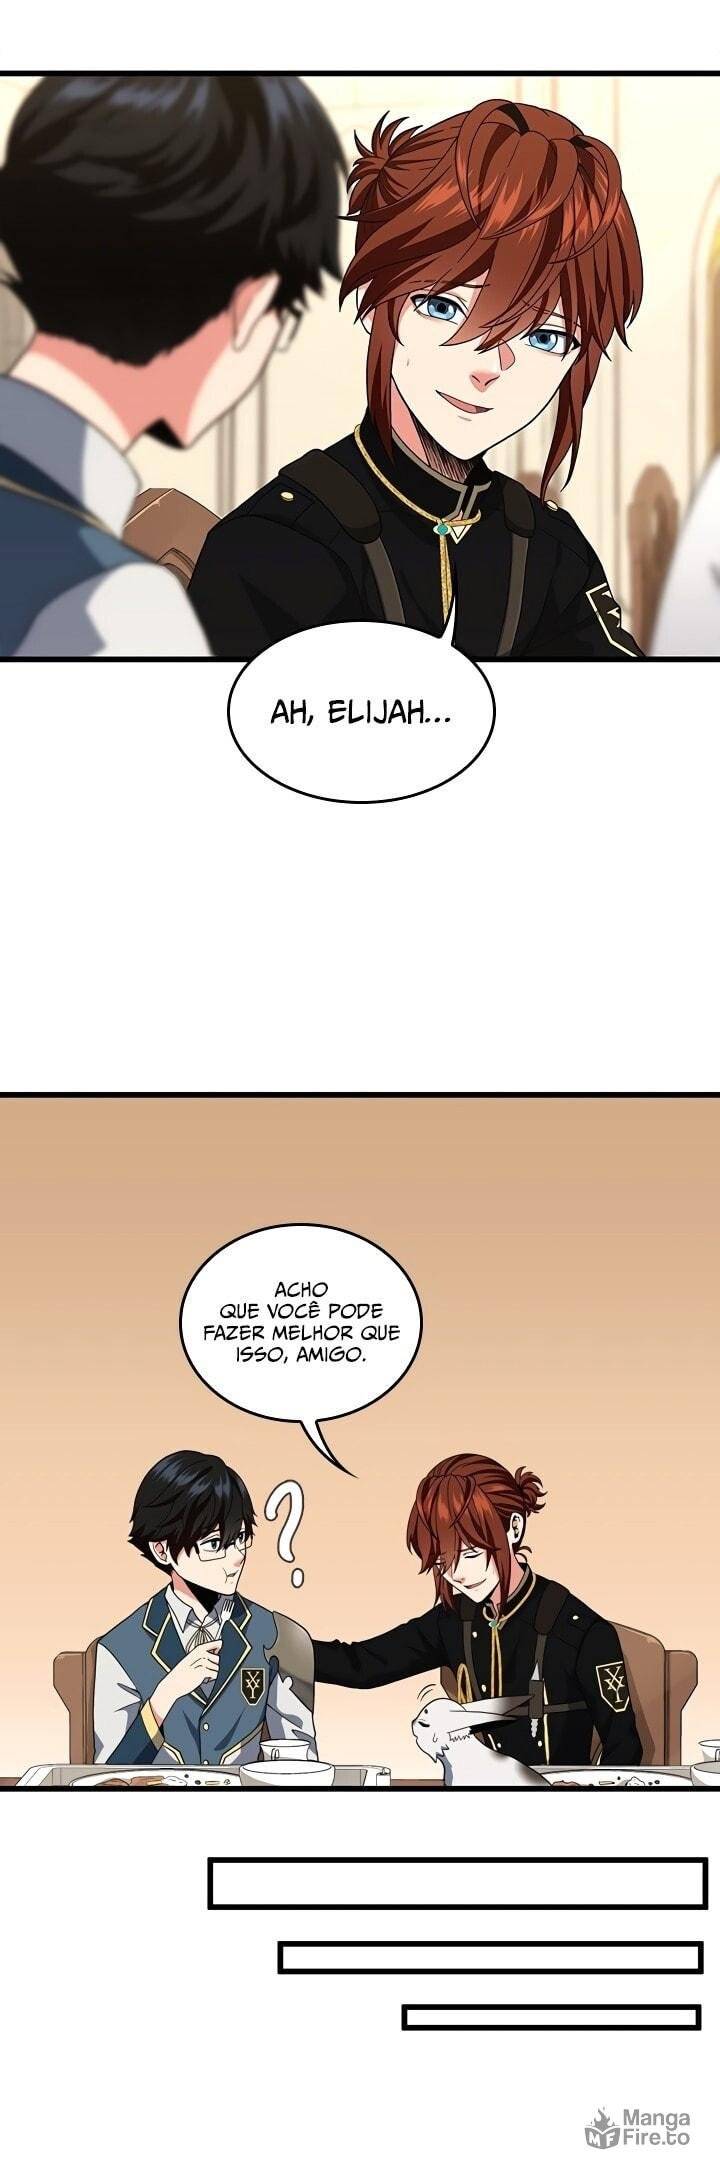 AH, ELIJAH...
ACHO
QUE VOCÊ PODE
FAZER MELHOR QUE
ISSO, AMIGO.
?
Manga
Fire.to